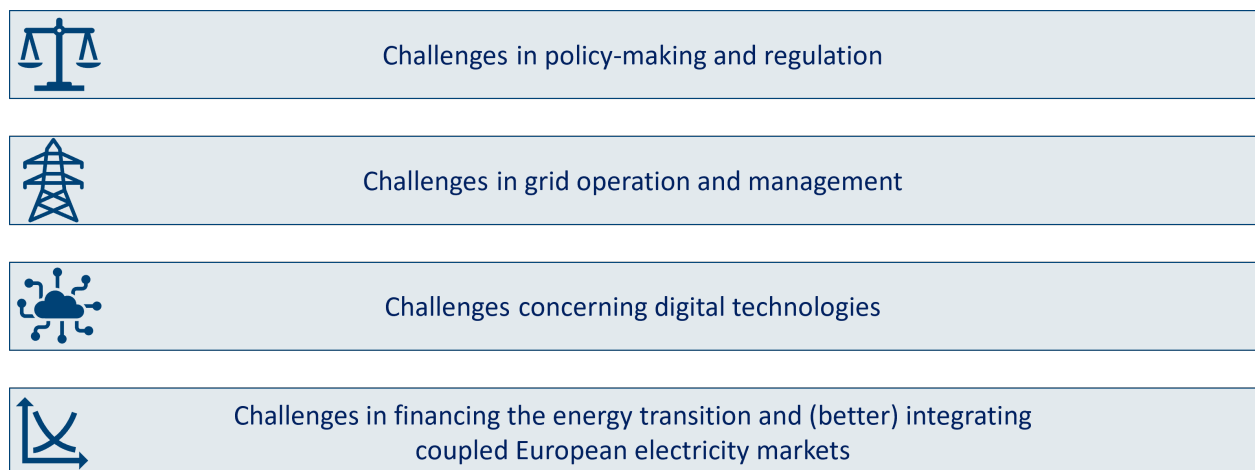 Challenges in policy-making and regulation
Challenges in grid operation and management
Challenges concerning digital technologies
Challenges in financing the energy transition and (better) integrating
coupled European electricity markets